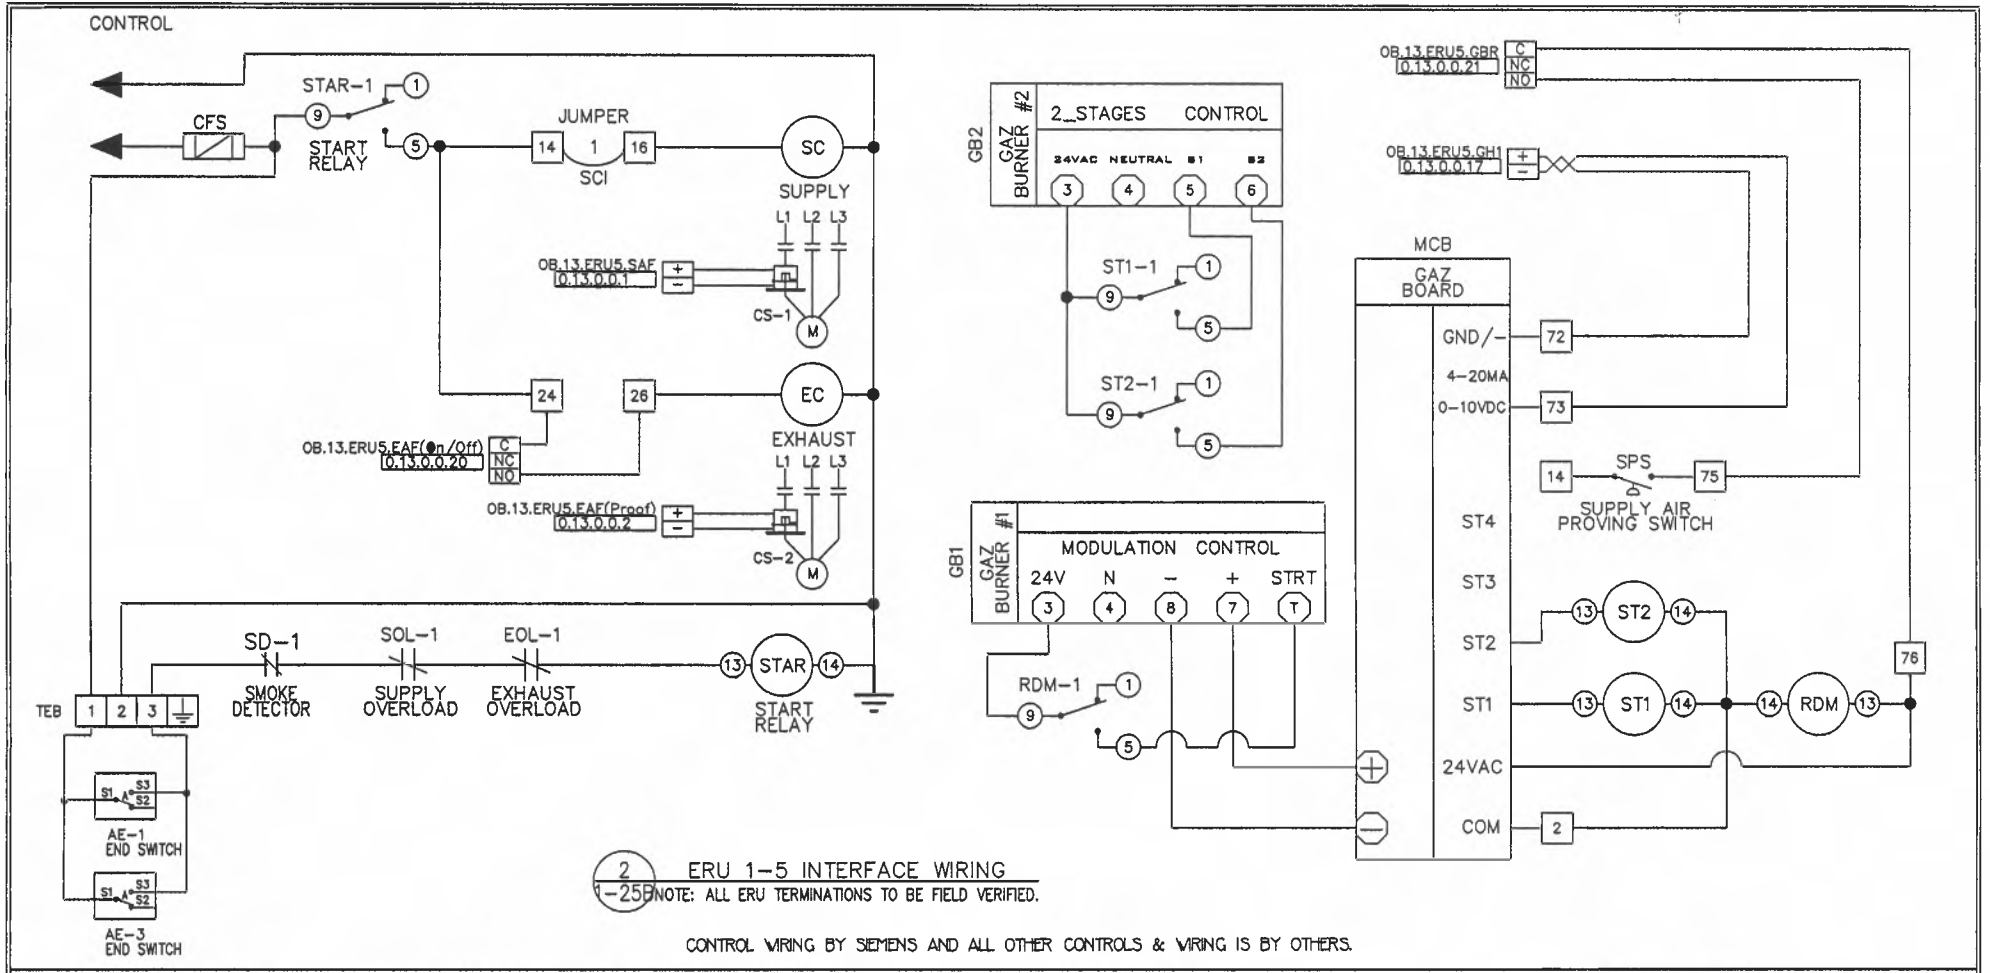 CONTROL
STAR-1
1
9
START
RELAY
5
CFS
JUMPER
14
1
16
SCI
SC
SUPPLY
L1 L2 L3
OB.13.ERU5.SAF
0.13.0.0.1
+
-
CS-1
M
24
26
EC
EXHAUST
L1 L2 L3
OB.13.ERU5.EAF(On/Off)
0.13.0.0.20
C
NC
NO
OB.13.ERU5.EAF(Proof)
0.13.0.0.2
+
-
CS-2
M
SD-1
SMOKE
DETECTOR
SOL-1
SUPPLY
OVERLOAD
EOL-1
EXHAUST
OVERLOAD
13 STAR 14
START
RELAY
TEB 1 2 3
S1 A S3
S2
AE-1
END SWITCH
S1 A S3
S2
AE-3
END SWITCH
GB2
GAZ
BURNER #2
2_STAGES CONTROL
24VAC NEUTRAL S1 S2
3 4 5 6
ST1-1
1
9
5
ST2-1
1
9
5
GB1
GAZ
BURNER #1
MODULATION CONTROL
24V N - + STRT
3 4 8 7 T
RDM-1
1
9
5
OB.13.ERU5.GBR
0.13.0.0.21
C
NC
NO
OB.13.ERU5.GH1
0.13.0.0.17
+
-
MCB
GAZ
BOARD
GND/- 72
4-20MA
0-10VDC 73
14 SPS 75
SUPPLY AIR
PROVING SWITCH
ST4
ST3
ST2
13 ST2 14
ST1
13 ST1 14
14 RDM 13
76
24VAC
COM 2
+
-
2
1-25B
ERU 1-5 INTERFACE WIRING
NOTE: ALL ERU TERMINATIONS TO BE FIELD VERIFIED.
CONTROL WIRING BY SIEMENS AND ALL OTHER CONTROLS & WIRING IS BY OTHERS.